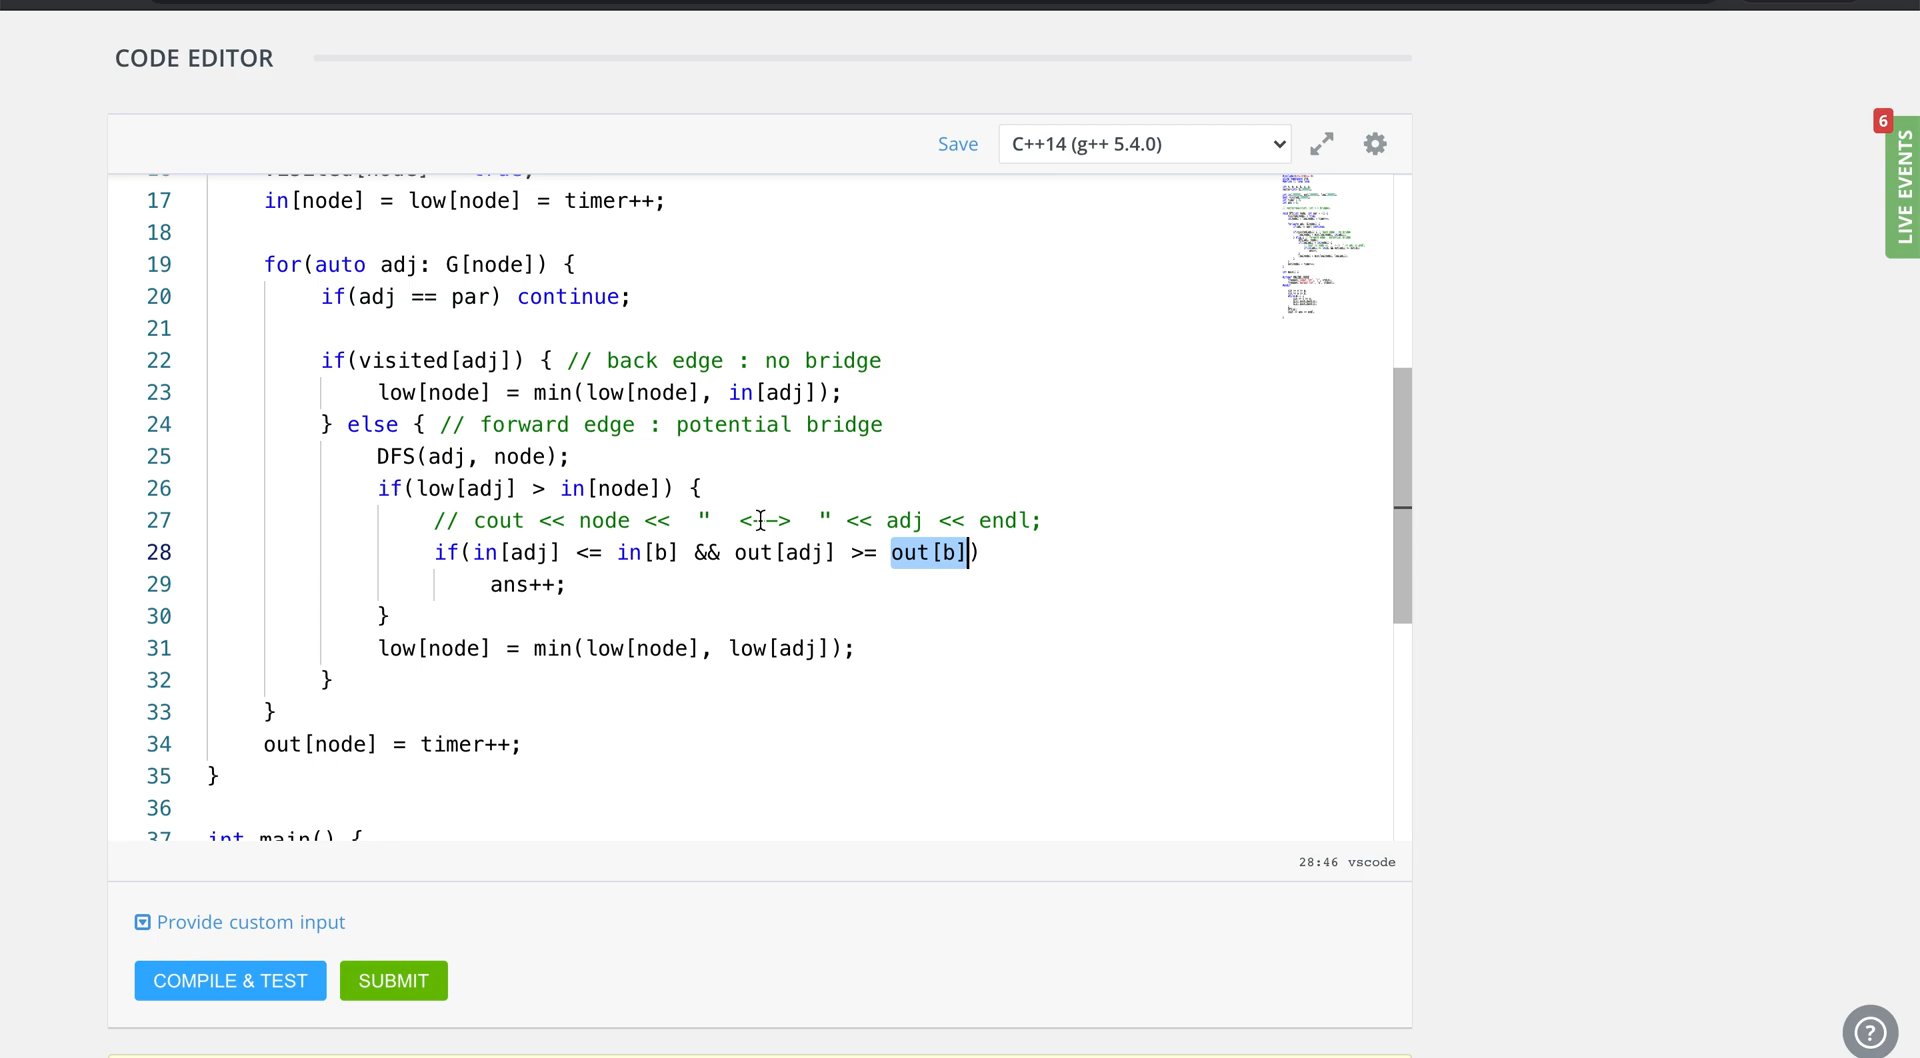 CODE EDITOR
Save
C++14 (g++ 5.4.0)
6
LIVE EVENTS
17 in[node] = low[node] = timer++;
18
19 for(auto adj: G[node]) {
20 if(adj == par) continue;
21
22 if(visited[adj]) { // back edge : no bridge
23 low[node] = min(low[node], in[adj]);
24 } else { // forward edge : potential bridge
25 DFS(adj, node);
26 if(low[adj] > in[node]) {
27 // cout << node << "  <-->  " << adj << endl;
28 if(in[adj] <= in[b] && out[adj] >= out[b])
29 ans++;
30 }
31 low[node] = min(low[node], low[adj]);
32 }
33 }
34 out[node] = timer++;
35 }
36
37 int main() {
28:46 vscode
Provide custom input
COMPILE & TEST
SUBMIT
?